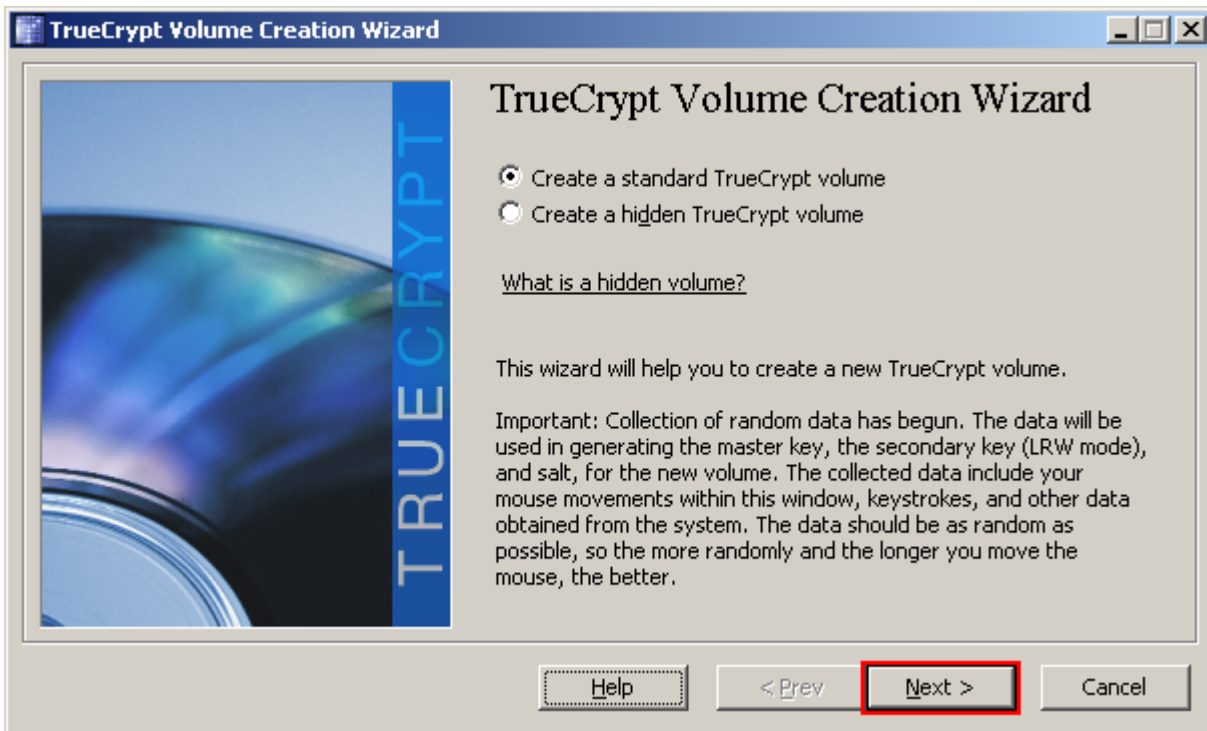 TrueCrypt Volume Creation Wizard
TRUECRYPT
TrueCrypt Volume Creation Wizard
Create a standard TrueCrypt volume
Create a hidden TrueCrypt volume
What is a hidden volume?
This wizard will help you to create a new TrueCrypt volume.
Important: Collection of random data has begun. The data will be
used in generating the master key, the secondary key (LRW mode),
and salt, for the new volume. The collected data include your
mouse movements within this window, keystrokes, and other data
obtained from the system. The data should be as random as
possible, so the more randomly and the longer you move the
mouse, the better.
Help
< Prev
Next >
Cancel